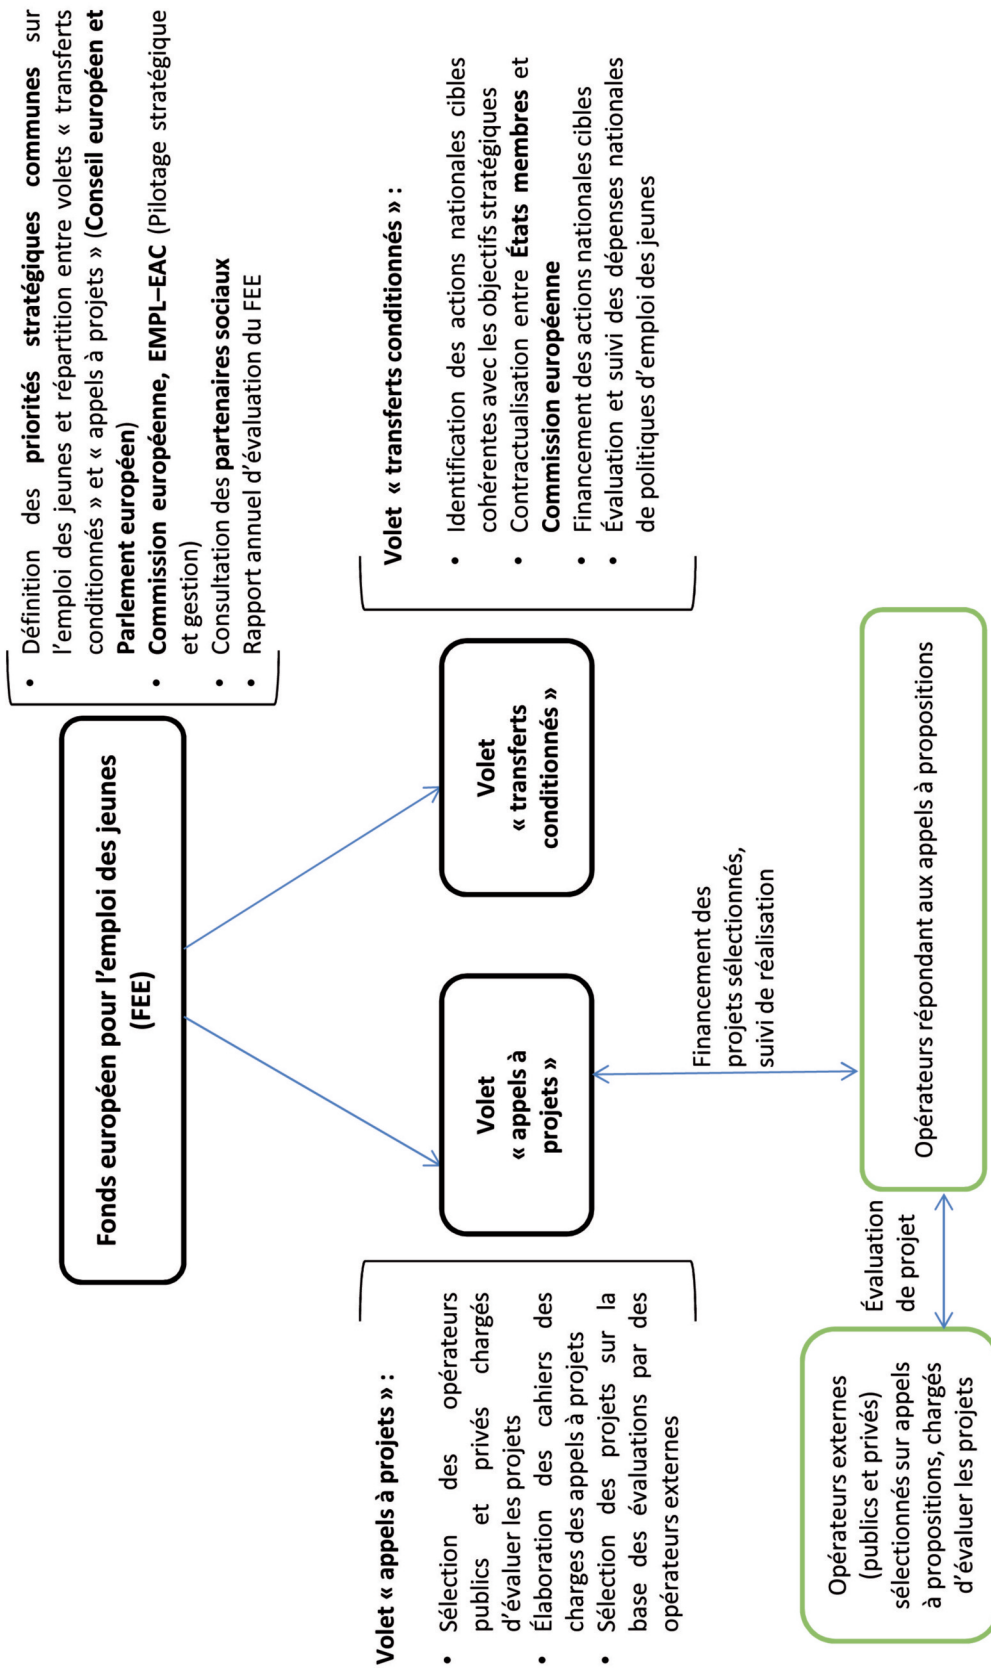 Fonds européen pour l’emploi des jeunes
(FEE)
• Définition des priorités stratégiques communes sur
l’emploi des jeunes et répartition entre volets « transferts
conditionnés » et « appels à projets » (Conseil européen et
Parlement européen)
• Commission européenne, EMPL–EAC (Pilotage stratégique
et gestion)
• Consultation des partenaires sociaux
• Rapport annuel d’évaluation du FEE
Volet « appels à projets » :
• Sélection des opérateurs
publics et privés chargés
d’évaluer les projets
• Élaboration des cahiers des
charges des appels à projets
• Sélection des projets sur la
base des évaluations par des
opérateurs externes
Volet
« appels à
projets »
Volet
« transferts
conditionnés »
Volet « transferts conditionnés » :
• Identification des actions nationales cibles
cohérentes avec les objectifs stratégiques
• Contractualisation entre États membres et
Commission européenne
• Financement des actions nationales cibles
• Évaluation et suivi des dépenses nationales
de politiques d’emploi des jeunes
Financement des
projets sélectionnés,
suivi de réalisation
Opérateurs externes
(publics et privés)
sélectionnés sur appels
à propositions, chargés
d’évaluer les projets
Évaluation
de projet
Opérateurs répondant aux appels à propositions